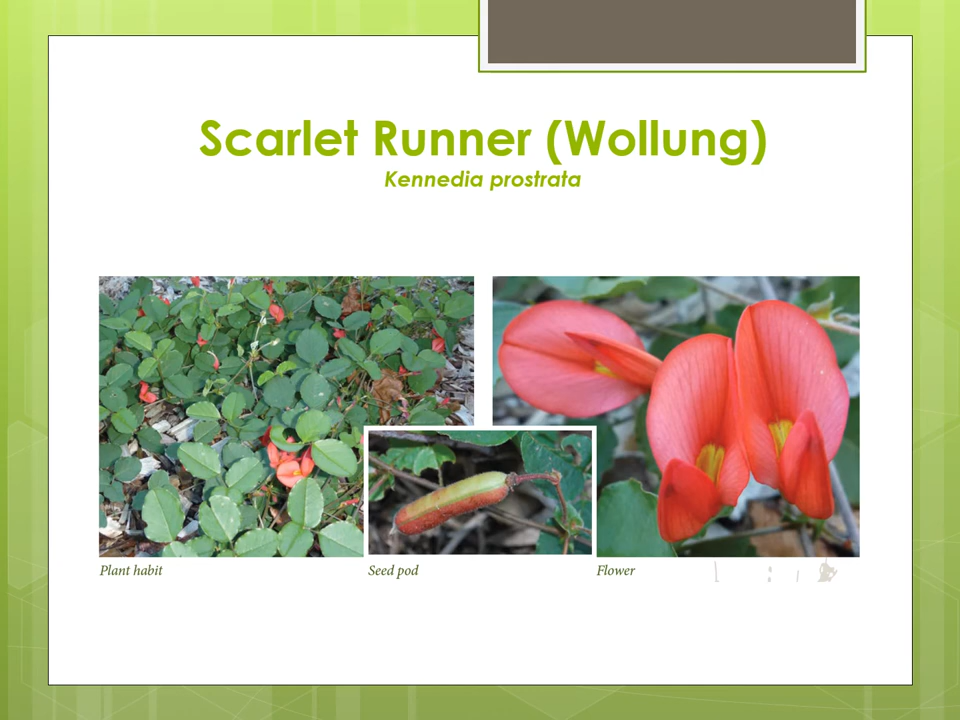 Scarlet Runner (Wollung)
Kennedia prostrata
Plant habit
Seed pod
Flower